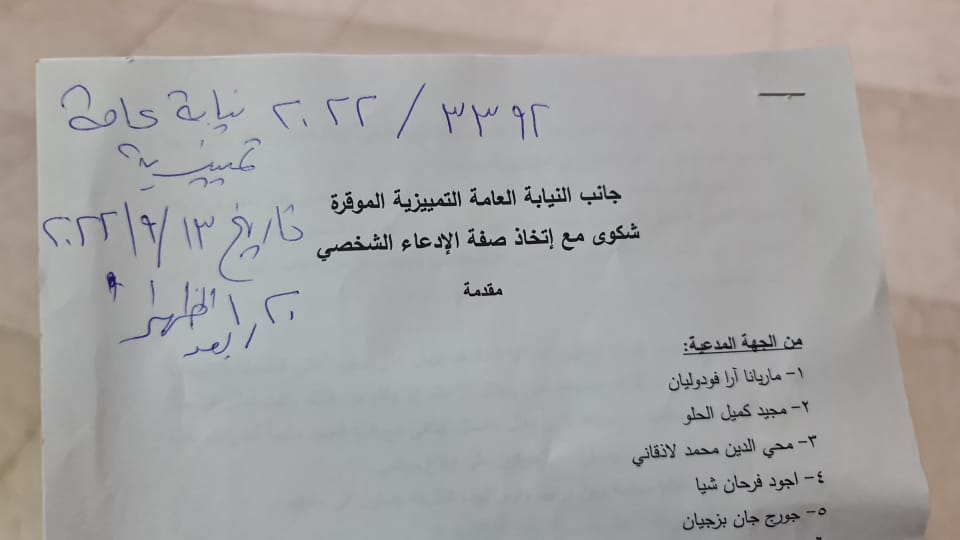 ٣٣٩٢ / ٢٠٢٢ نيابة عامة
تمييزية
تاريخ ١٣/٩/٢٠٢٢
بعد الظهر
جانب النيابة العامة التمييزية الموقرة
شكوى مع إتخاذ صفة الإدعاء الشخصي
مقدمة
من الجهة المدعية:
١- ماريانا آرا فودوليان
٢- مجيد كميل الحلو
٣- محي الدين محمد لاذقاني
٤- اجود فرحان شيا
٥- جورج جان بزجيان